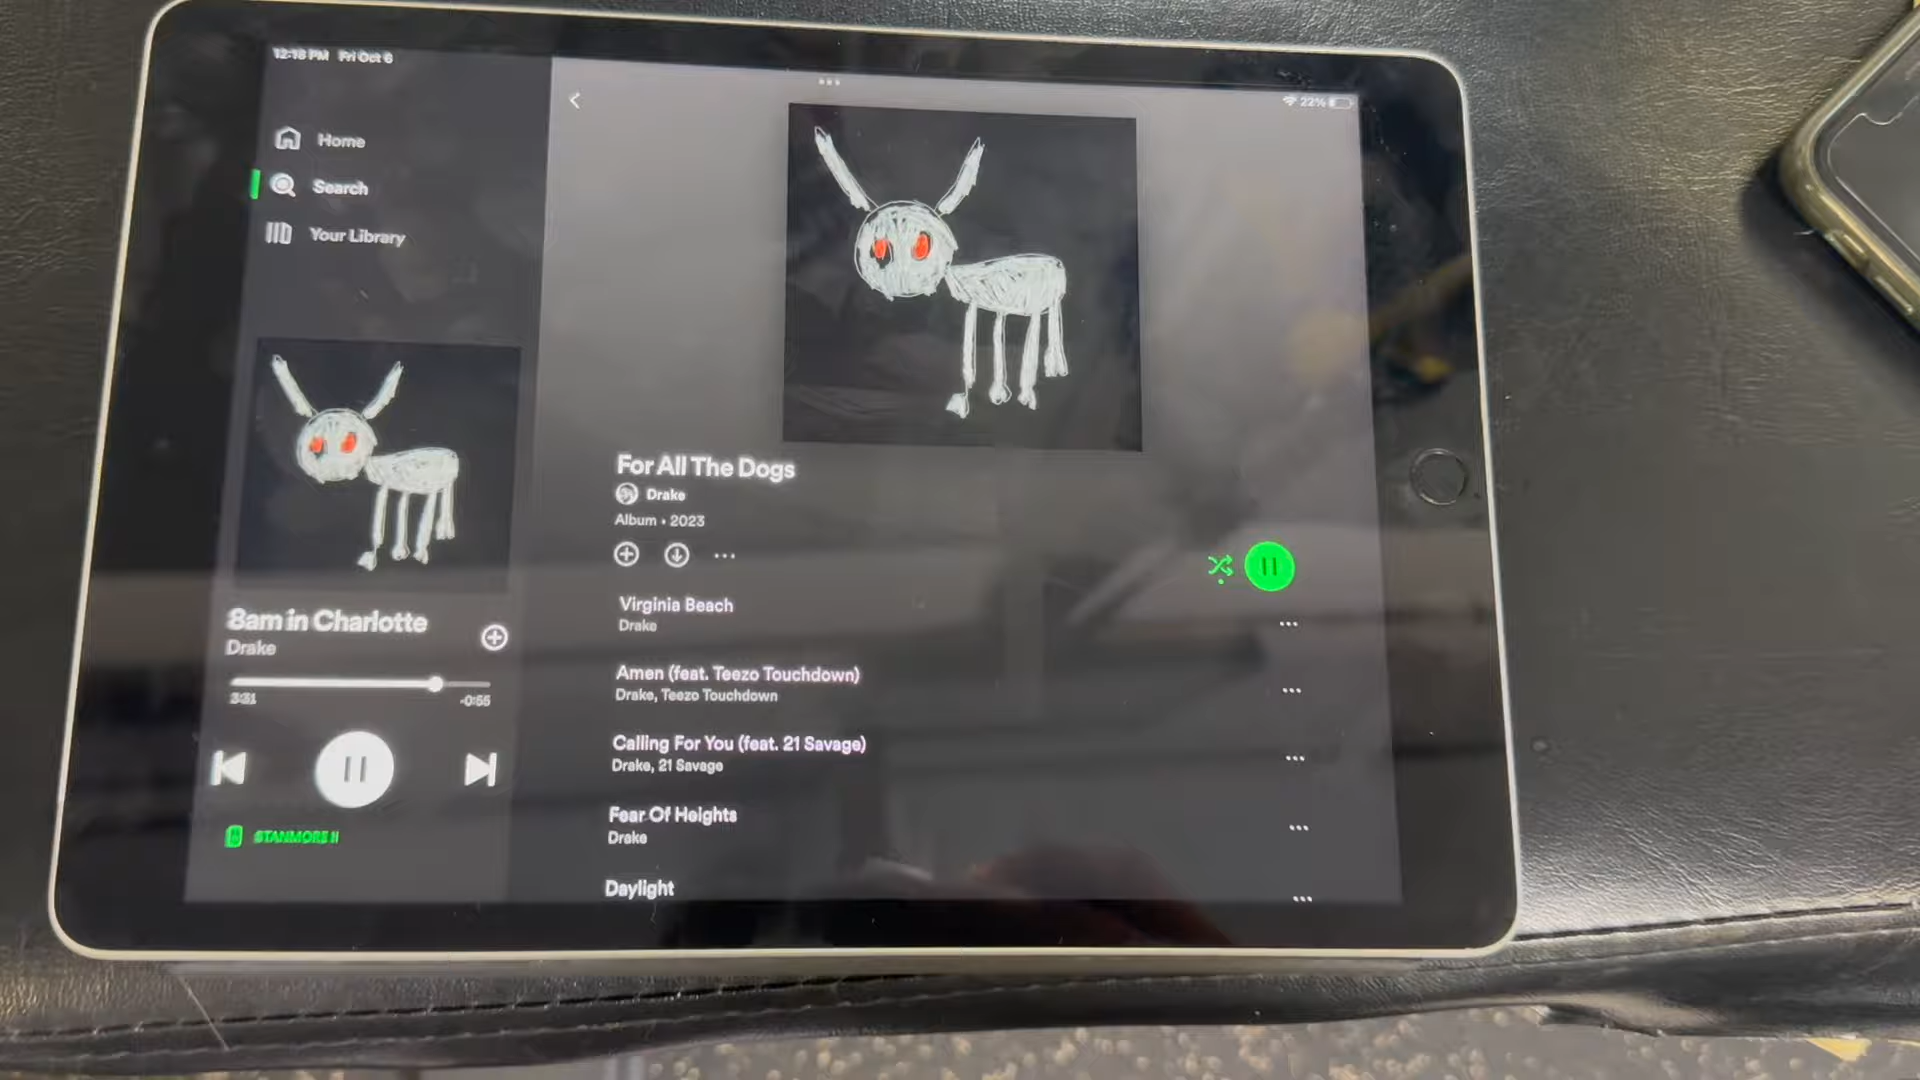 12:18 PM Fri Oct 6
22%
Home
Search
Your Library
For All The Dogs
Drake
Album • 2023
Virginia Beach
Drake
Amen (feat. Teezo Touchdown)
Drake, Teezo Touchdown
Calling For You (feat. 21 Savage)
Drake, 21 Savage
Fear Of Heights
Drake
Daylight
8am in Charlotte
Drake
3:31
-0:55
STANMORE II